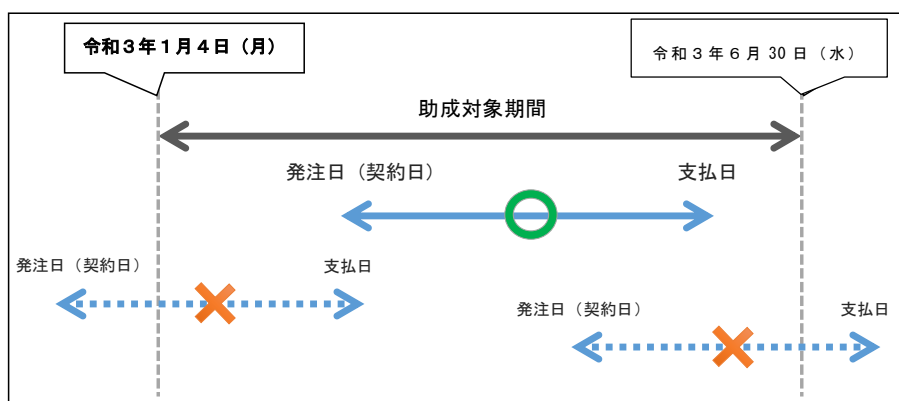 令和３年１月４日（月）
令和３年６月 30 日（水）
助成対象期間
発注日（契約日）
支払日
発注日（契約日）
支払日
発注日（契約日）
支払日